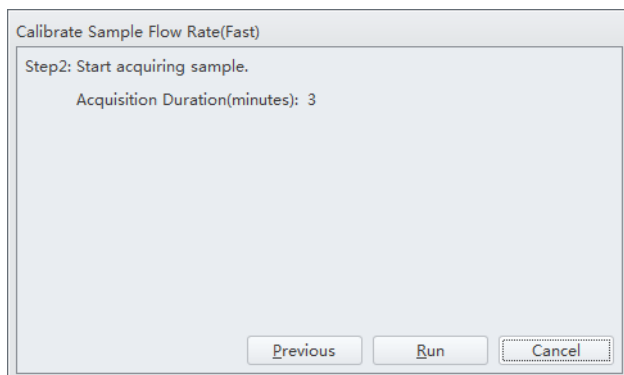 Calibrate Sample Flow Rate(Fast)
Step2: Start acquiring sample.
Acquisition Duration(minutes): 3
Previous Run Cancel